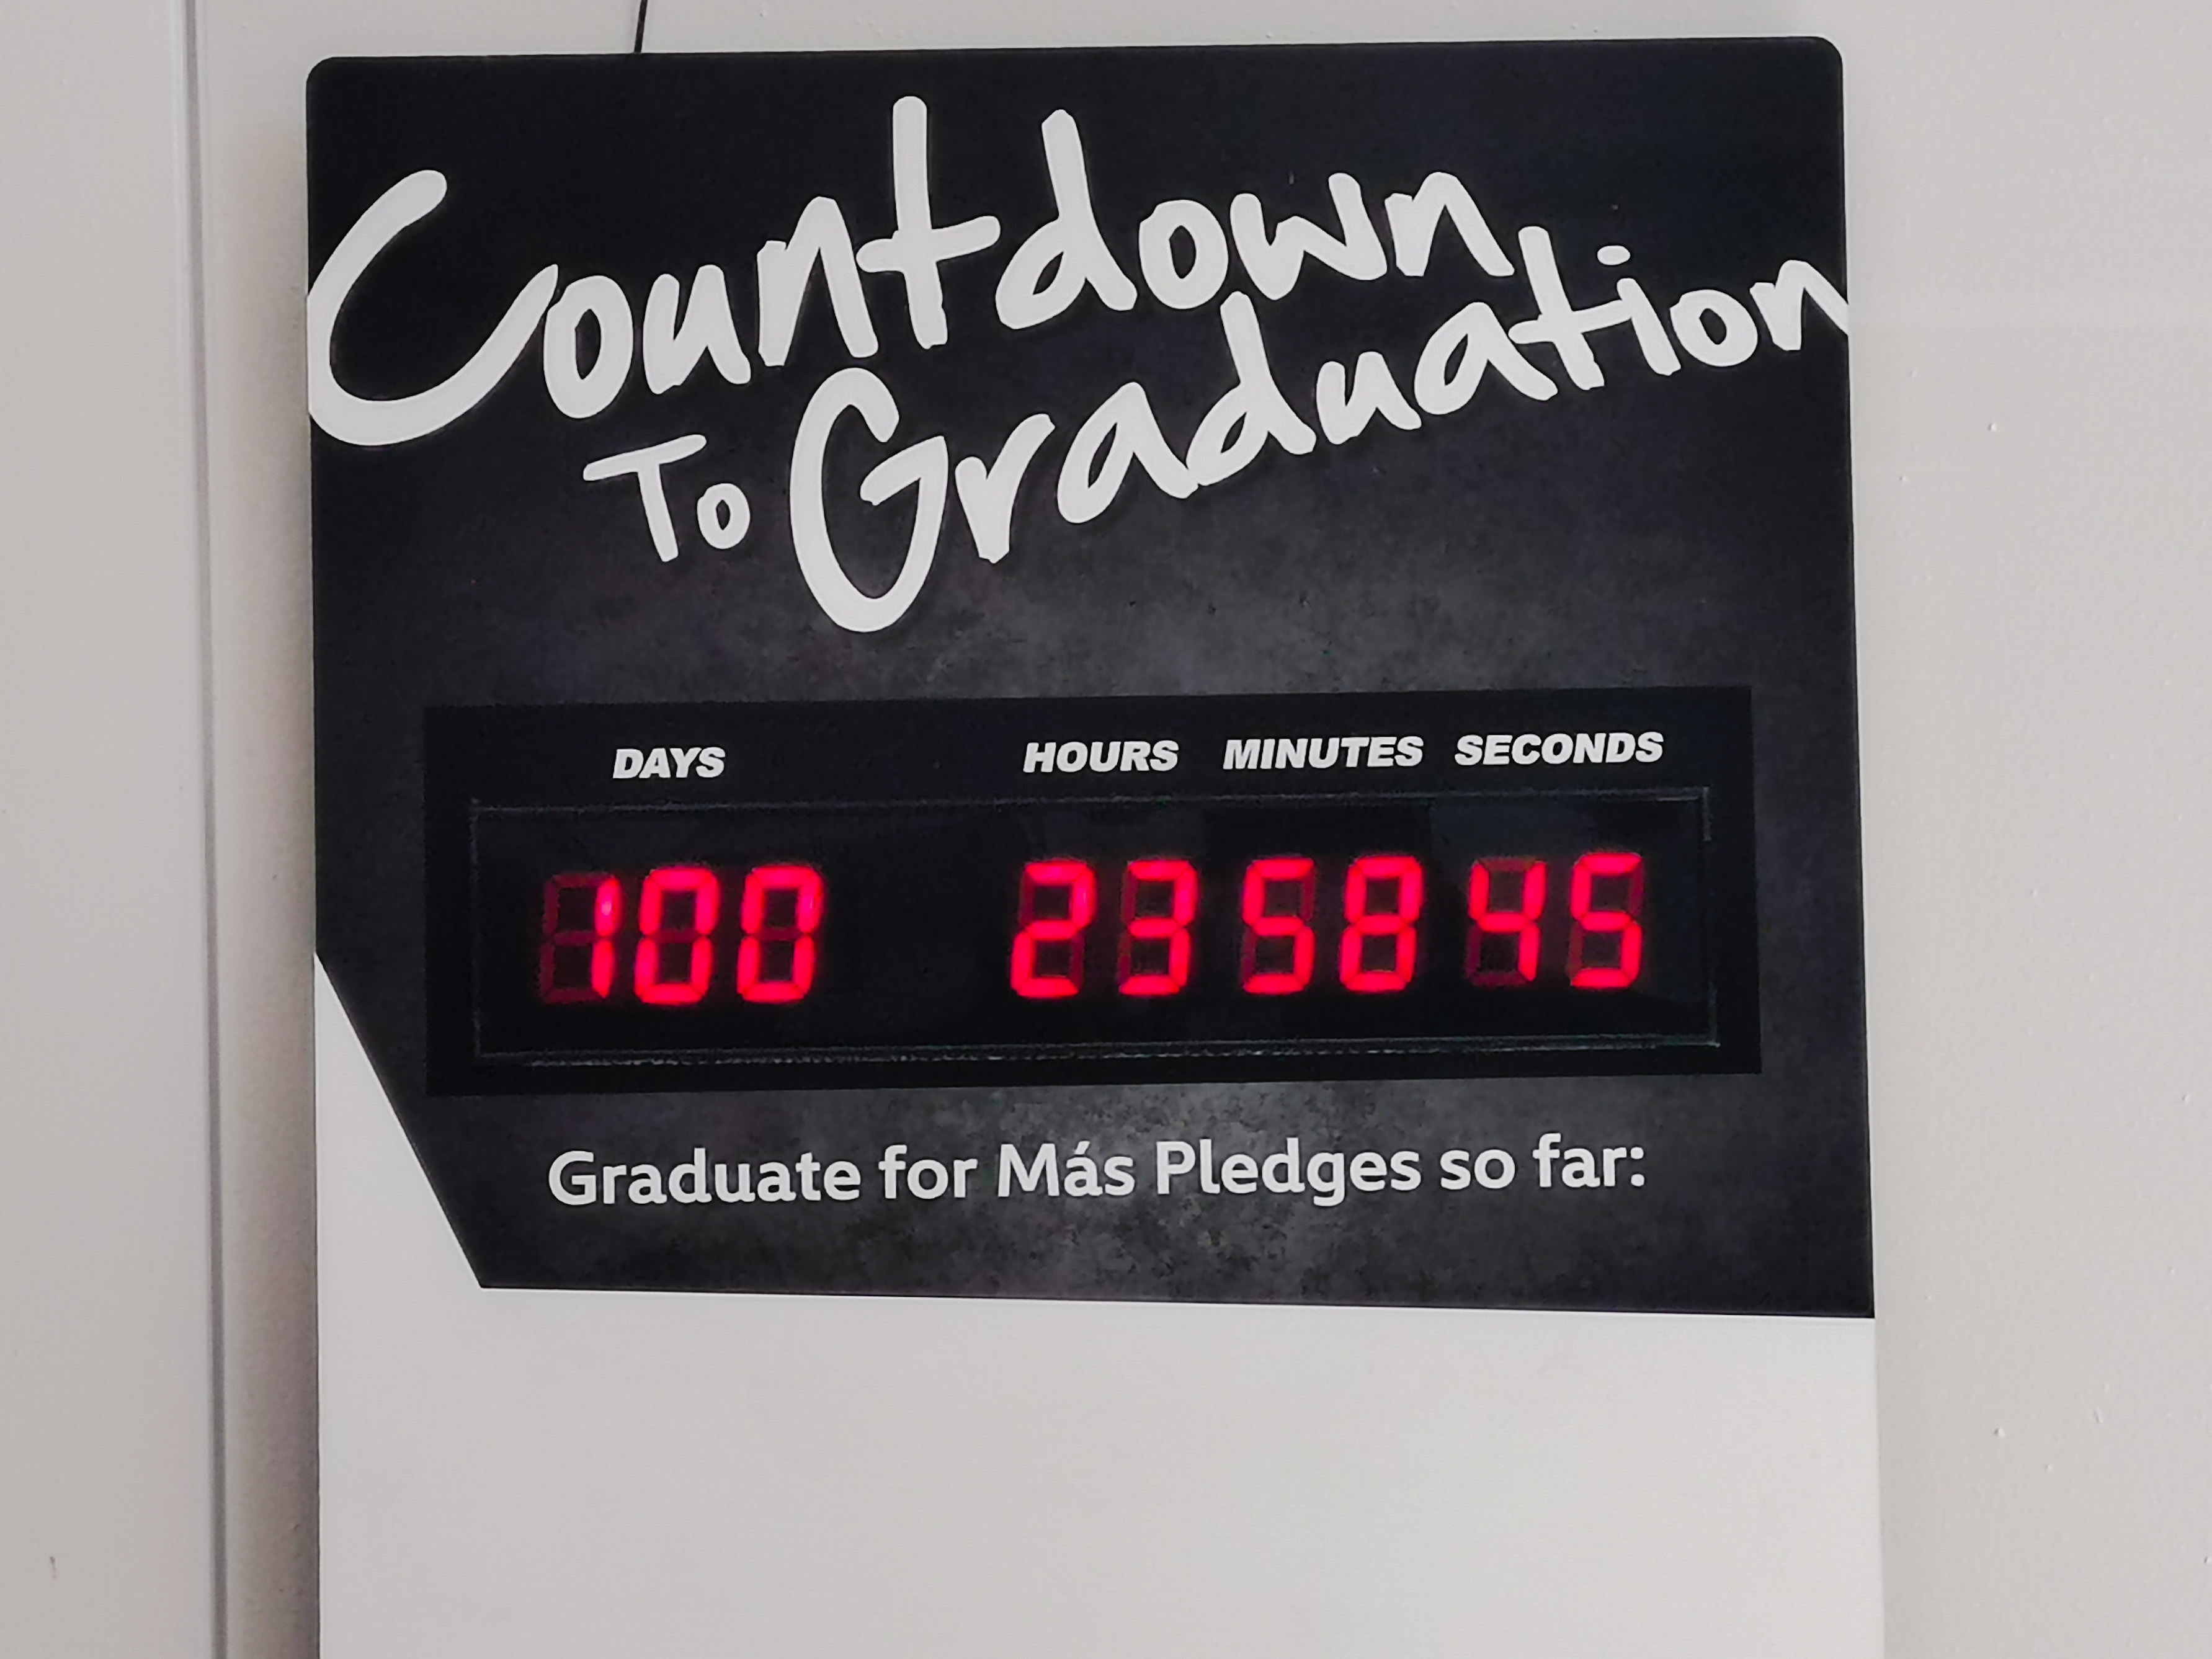 Countdown
To Graduation
DAYS HOURS MINUTES SECONDS
100 23 58 45
Graduate for Más Pledges so far: